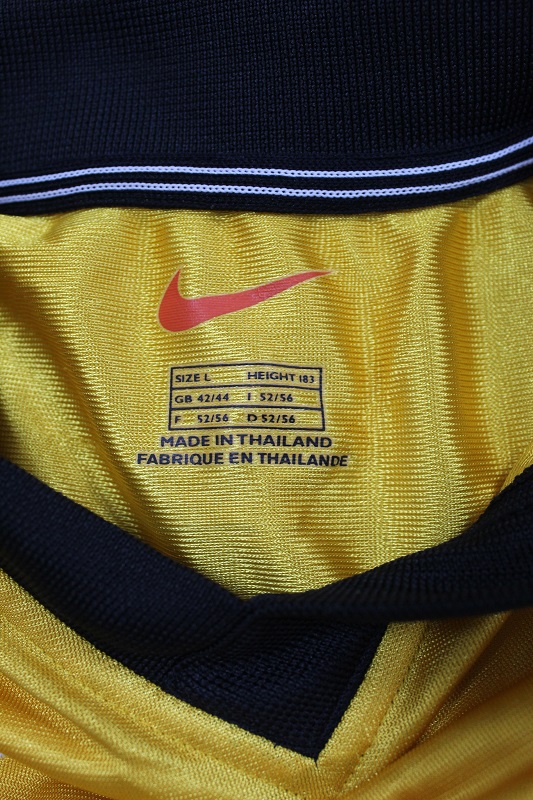 SIZE L HEIGHT 183
GB 42/44 I 52/56
F 52/56 D 52/56
MADE IN THAILAND
FABRIQUE EN THAILANDE